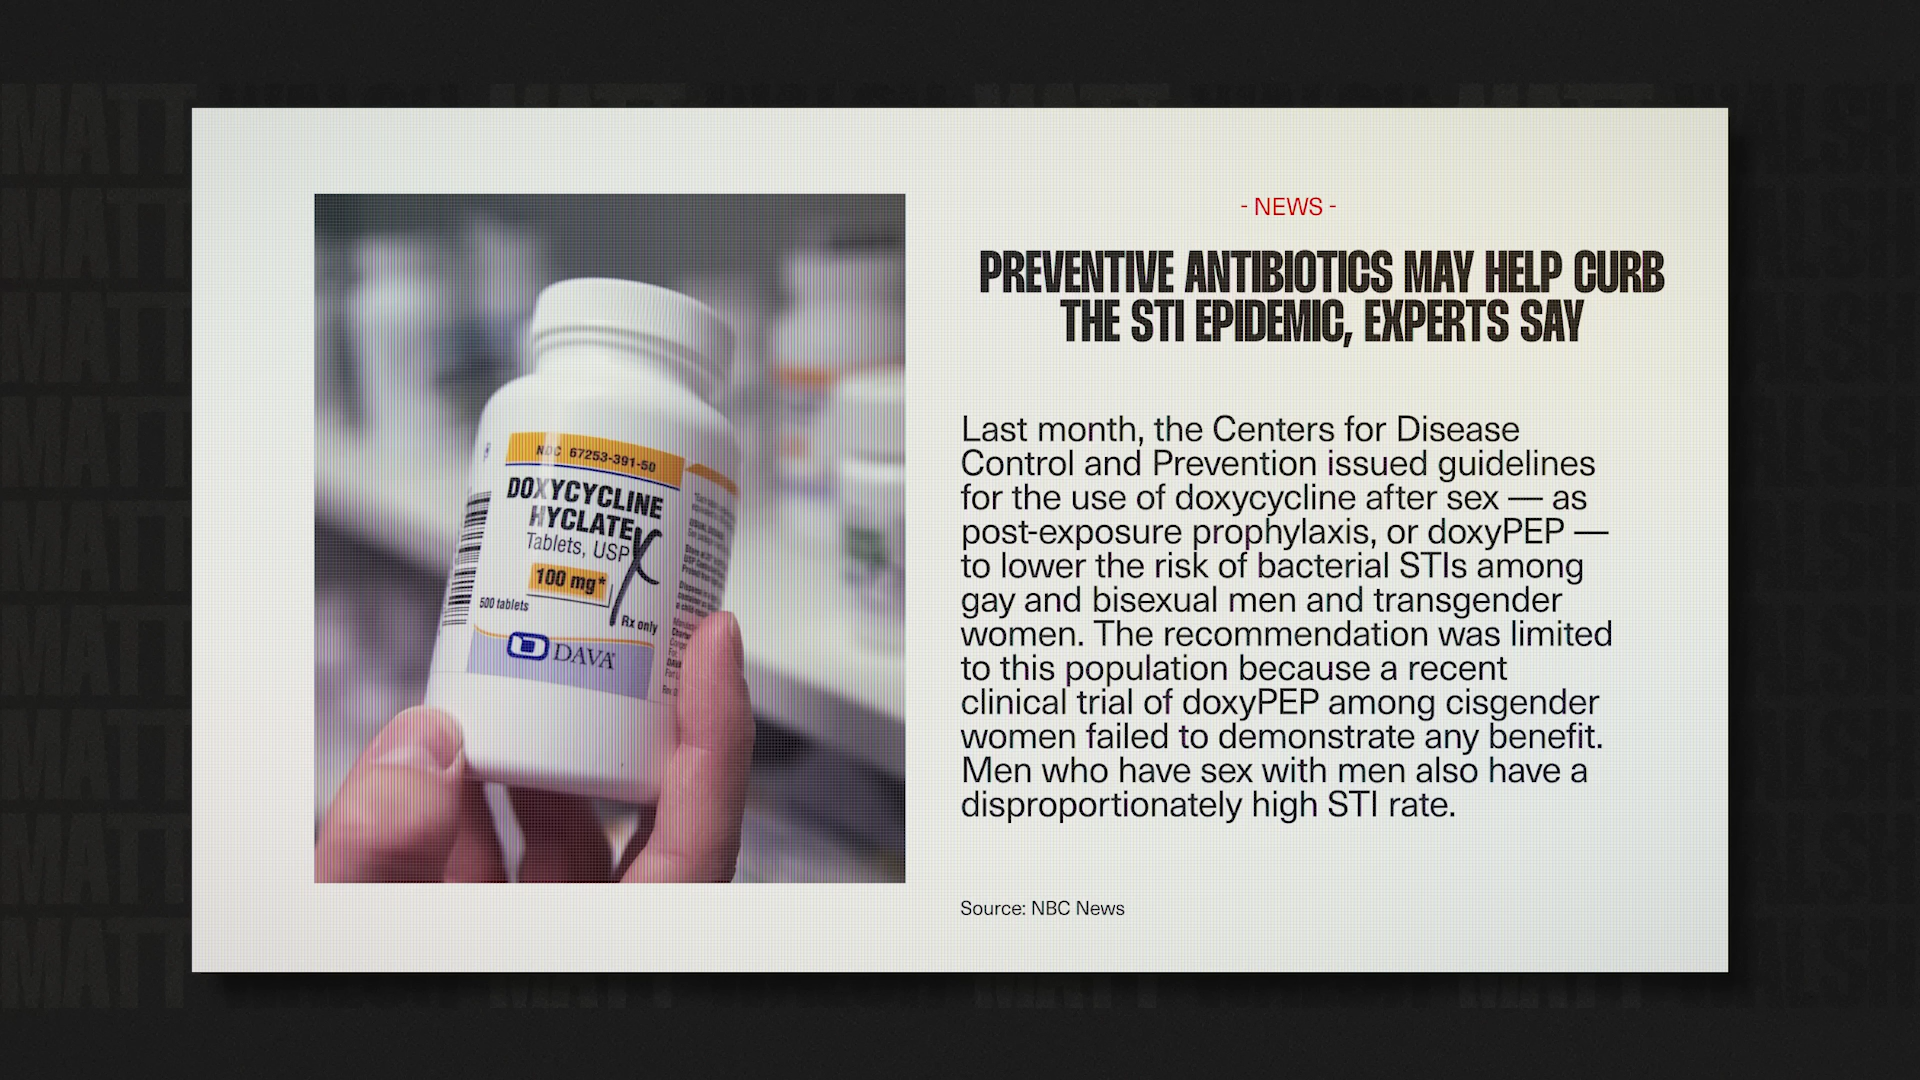 - NEWS -
PREVENTIVE ANTIBIOTICS MAY HELP CURB
THE STI EPIDEMIC, EXPERTS SAY
Last month, the Centers for Disease
Control and Prevention issued guidelines
for the use of doxycycline after sex — as
post-exposure prophylaxis, or doxyPEP —
to lower the risk of bacterial STIs among
gay and bisexual men and transgender
women. The recommendation was limited
to this population because a recent
clinical trial of doxyPEP among cisgender
women failed to demonstrate any benefit.
Men who have sex with men also have a
disproportionately high STI rate.
Source: NBC News
NDC 67253-391-50
DOXYCYCLINE
HYCLATE
Tablets, USP
100 mg*
500 tablets
Rx only
DAVA
MATT